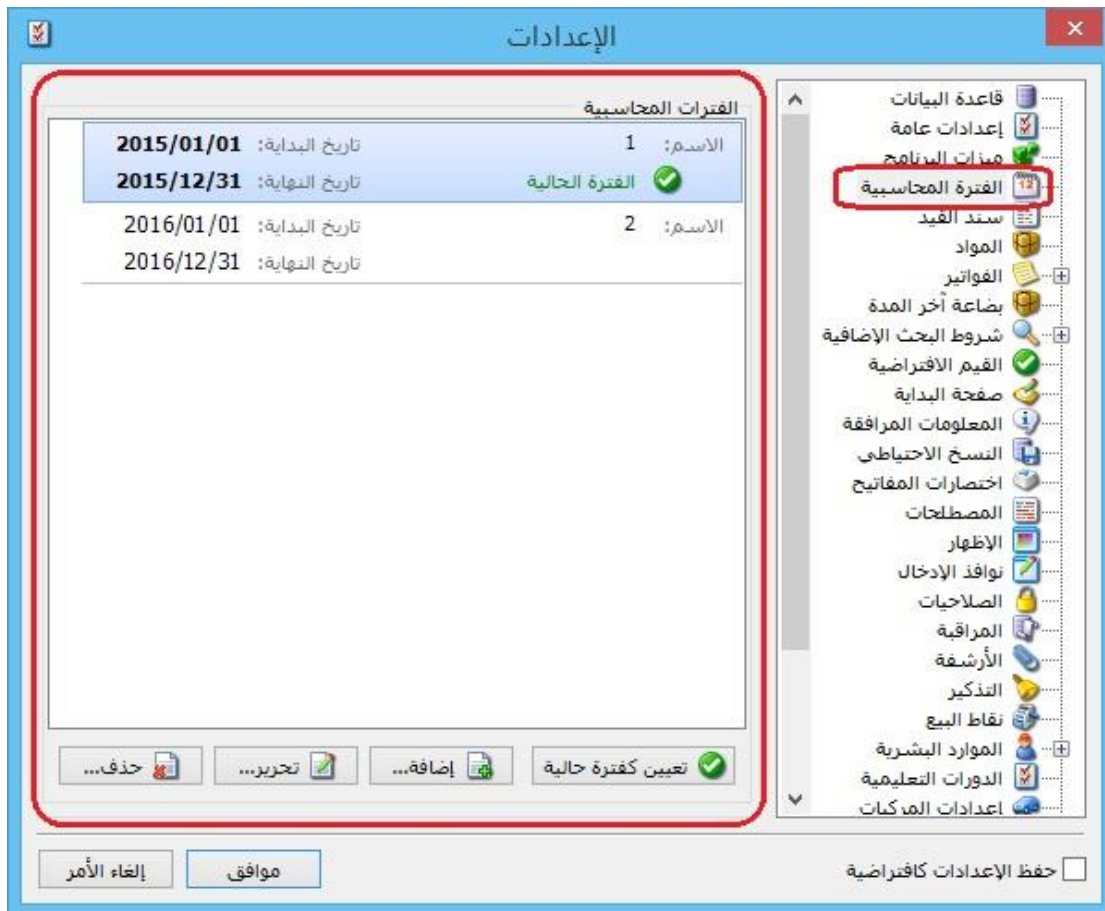 الإعدادات
قاعدة البيانات
إعدادات عامة
ميزات البرنامج
الفترة المحاسبية
سند القيد
المواد
الفواتير
بضاعة آخر المدة
شروط البحث الإضافية
القيم الافتراضية
صفحة البداية
المعلومات المرافقة
النسخ الاحتياطي
اختصارات المفاتيح
المصطلحات
الإظهار
نوافذ الإدخال
الصلاحيات
المراقبة
الأرشفة
التذكير
نقاط البيع
الموارد البشرية
الدورات التعليمية
إعدادات المركبات
الفترات المحاسبية
الاسم: 1 تاريخ البداية: 2015/01/01
الفترة الحالية تاريخ النهاية: 2015/12/31
الاسم: 2 تاريخ البداية: 2016/01/01
تاريخ النهاية: 2016/12/31
تعيين كفترة حالية إضافة... تحرير... حذف...
حفظ الإعدادات كافتراضية موافق إلغاء الأمر